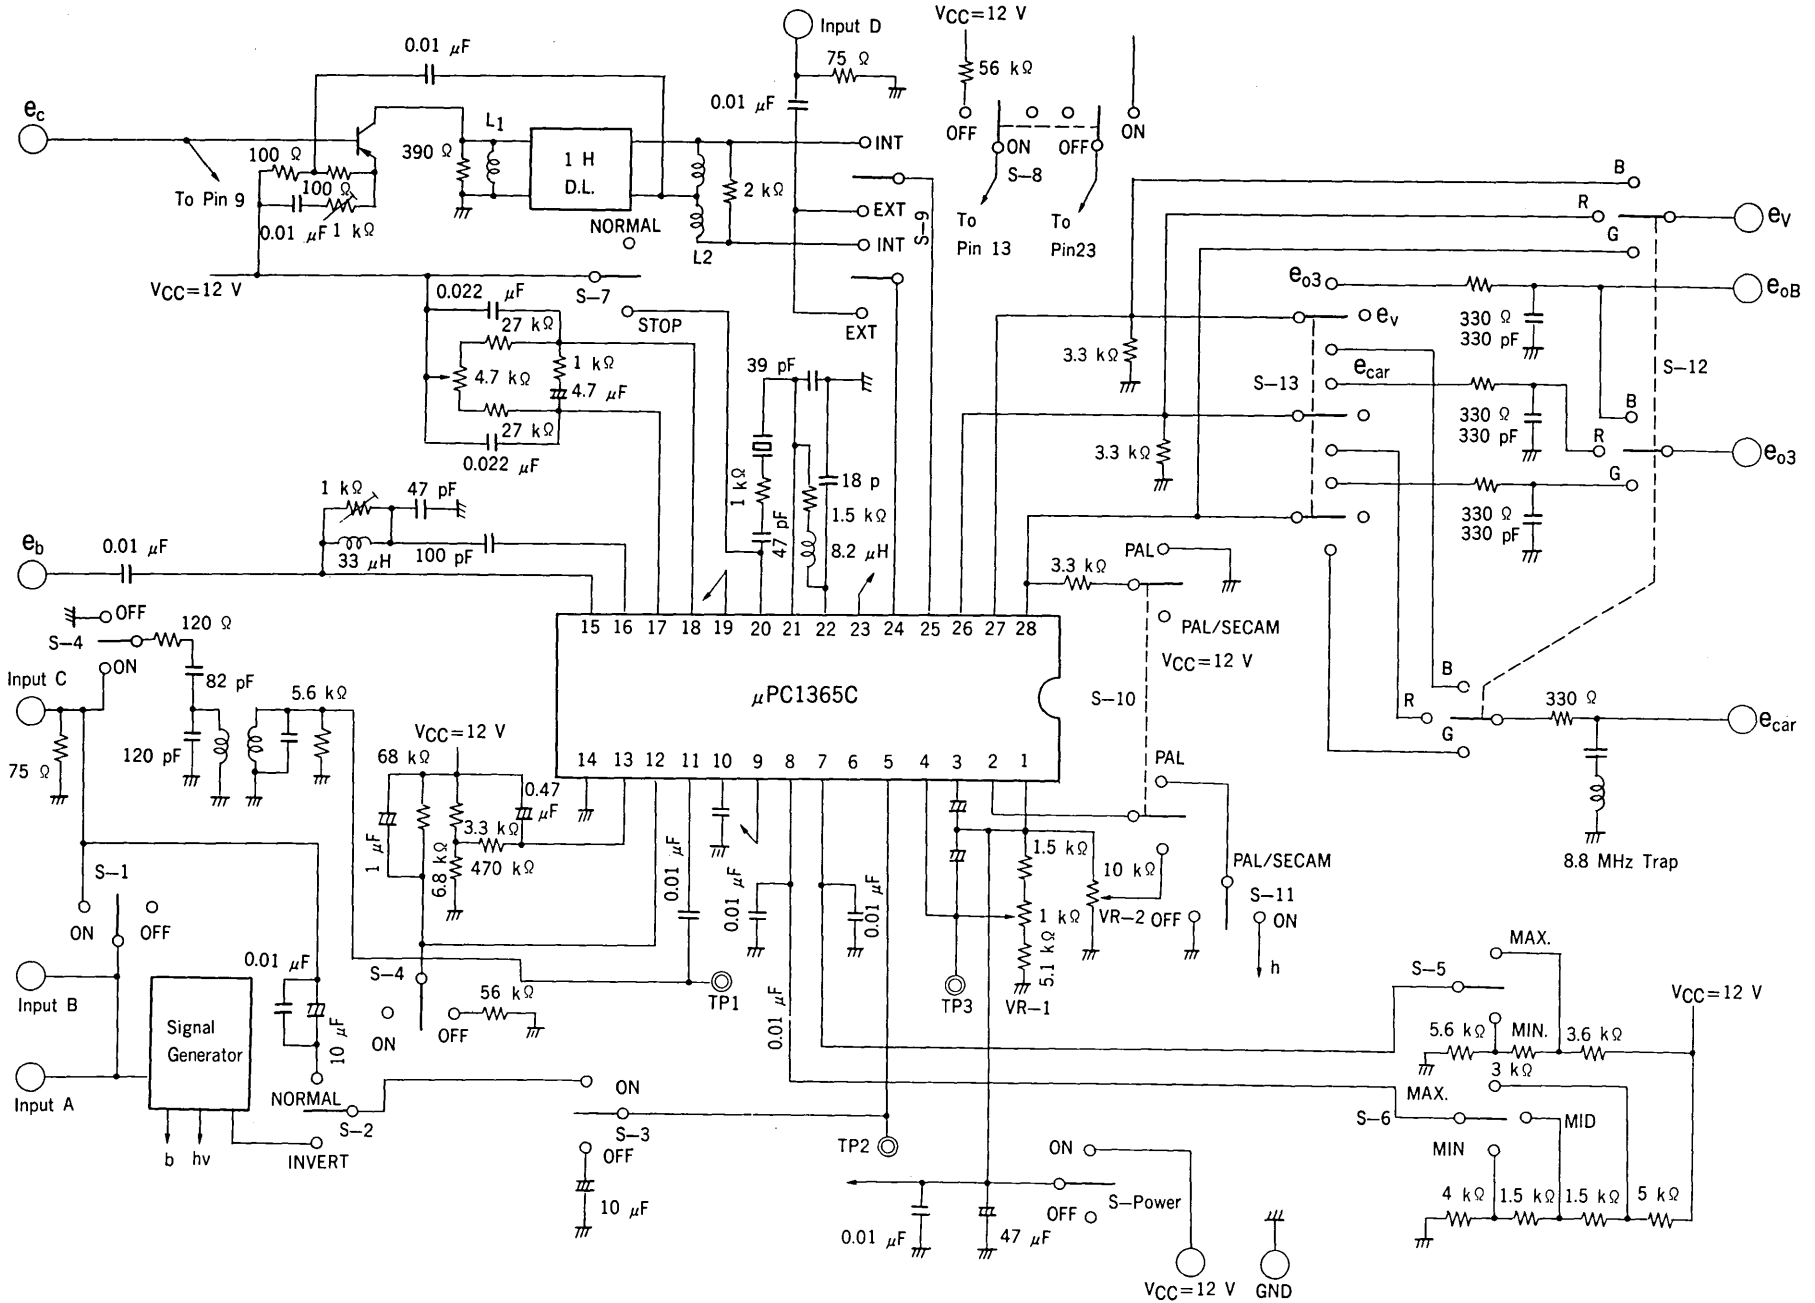 VCC=12 V
Input D
0.01 µF
75 Ω
56 kΩ
0.01 µF
ec
L1
OFF
ON
INT
100 Ω
390 Ω
1 H
D.L.
ON
OFF
S-8
2 kΩ
To Pin 9
100 Ω
EXT
S-9
B
R
eV
0.01 µF
1 kΩ
NORMAL
To
Pin 13
To
Pin23
INT
L2
G
VCC=12 V
0.022 µF
S-7
eo3
eoB
27 kΩ
STOP
EXT
eV
330 Ω
330 pF
1 kΩ
3.3 kΩ
39 pF
4.7 kΩ
4.7 µF
S-13
ecar
S-12
27 kΩ
B
330 Ω
330 pF
0.022 µF
3.3 kΩ
R
eo3
1 kΩ
18 p
1 kΩ
47 pF
G
1.5 kΩ
47 pF
330 Ω
330 pF
eb
0.01 µF
33 µH
100 pF
8.2 µH
PAL
3.3 kΩ
OFF
S-4
120 Ω
15 16 17 18 19 20 21 22 23 24 25 26 27 28
PAL/SECAM
VCC=12 V
ON
Input C
82 pF
5.6 kΩ
µPC1365C
S-10
B
R
330 Ω
ecar
G
120 pF
VCC=12 V
75 Ω
68 kΩ
14 13 12 11 10 9 8 7 6 5 4 3 2 1
PAL
0.47 µF
3.3 kΩ
1 µF
6.8 kΩ
470 kΩ
1.5 kΩ
8.8 MHz Trap
S-1
0.01 µF
0.01 µF
0.01 µF
10 kΩ
PAL/SECAM
S-11
ON
OFF
1 kΩ
VR-2
OFF
ON
0.01 µF
S-4
5.1 kΩ
h
MAX.
Input B
56 kΩ
TP1
TP3
VR-1
S-5
VCC=12 V
Signal
Generator
10 µF
ON
OFF
0.01 µF
5.6 kΩ
MIN.
3.6 kΩ
3 kΩ
Input A
NORMAL
ON
MAX.
S-2
S-3
S-6
MID
b
hv
INVERT
OFF
TP2
ON
MIN
10 µF
S-Power
4 kΩ
1.5 kΩ
1.5 kΩ
5 kΩ
0.01 µF
47 µF
OFF
VCC=12 V
GND